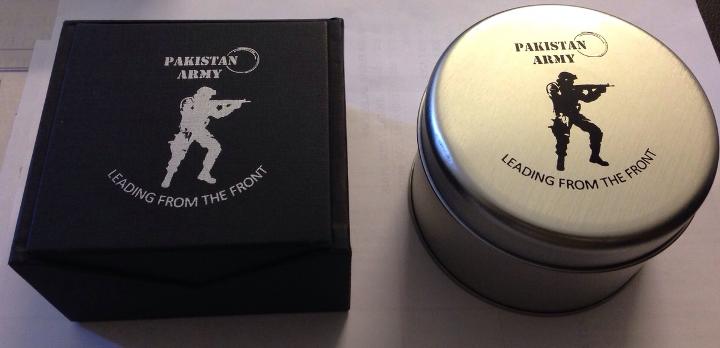 PAKISTAN
ARMY
LEADING FROM THE FRONT
PAKISTAN
ARMY
LEADING FROM THE FRONT